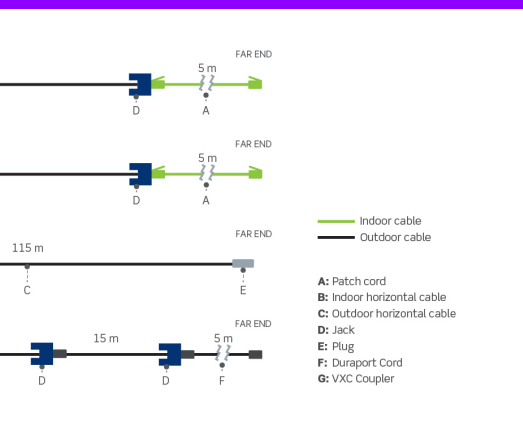 FAR END
5 m
D
A
FAR END
5 m
D
A
FAR END
115 m
C
E
FAR END
15 m
5 m
D
D
F
Indoor cable
Outdoor cable
A: Patch cord
B: Indoor horizontal cable
C: Outdoor horizontal cable
D: Jack
E: Plug
F: Duraport Cord
G: VXC Coupler